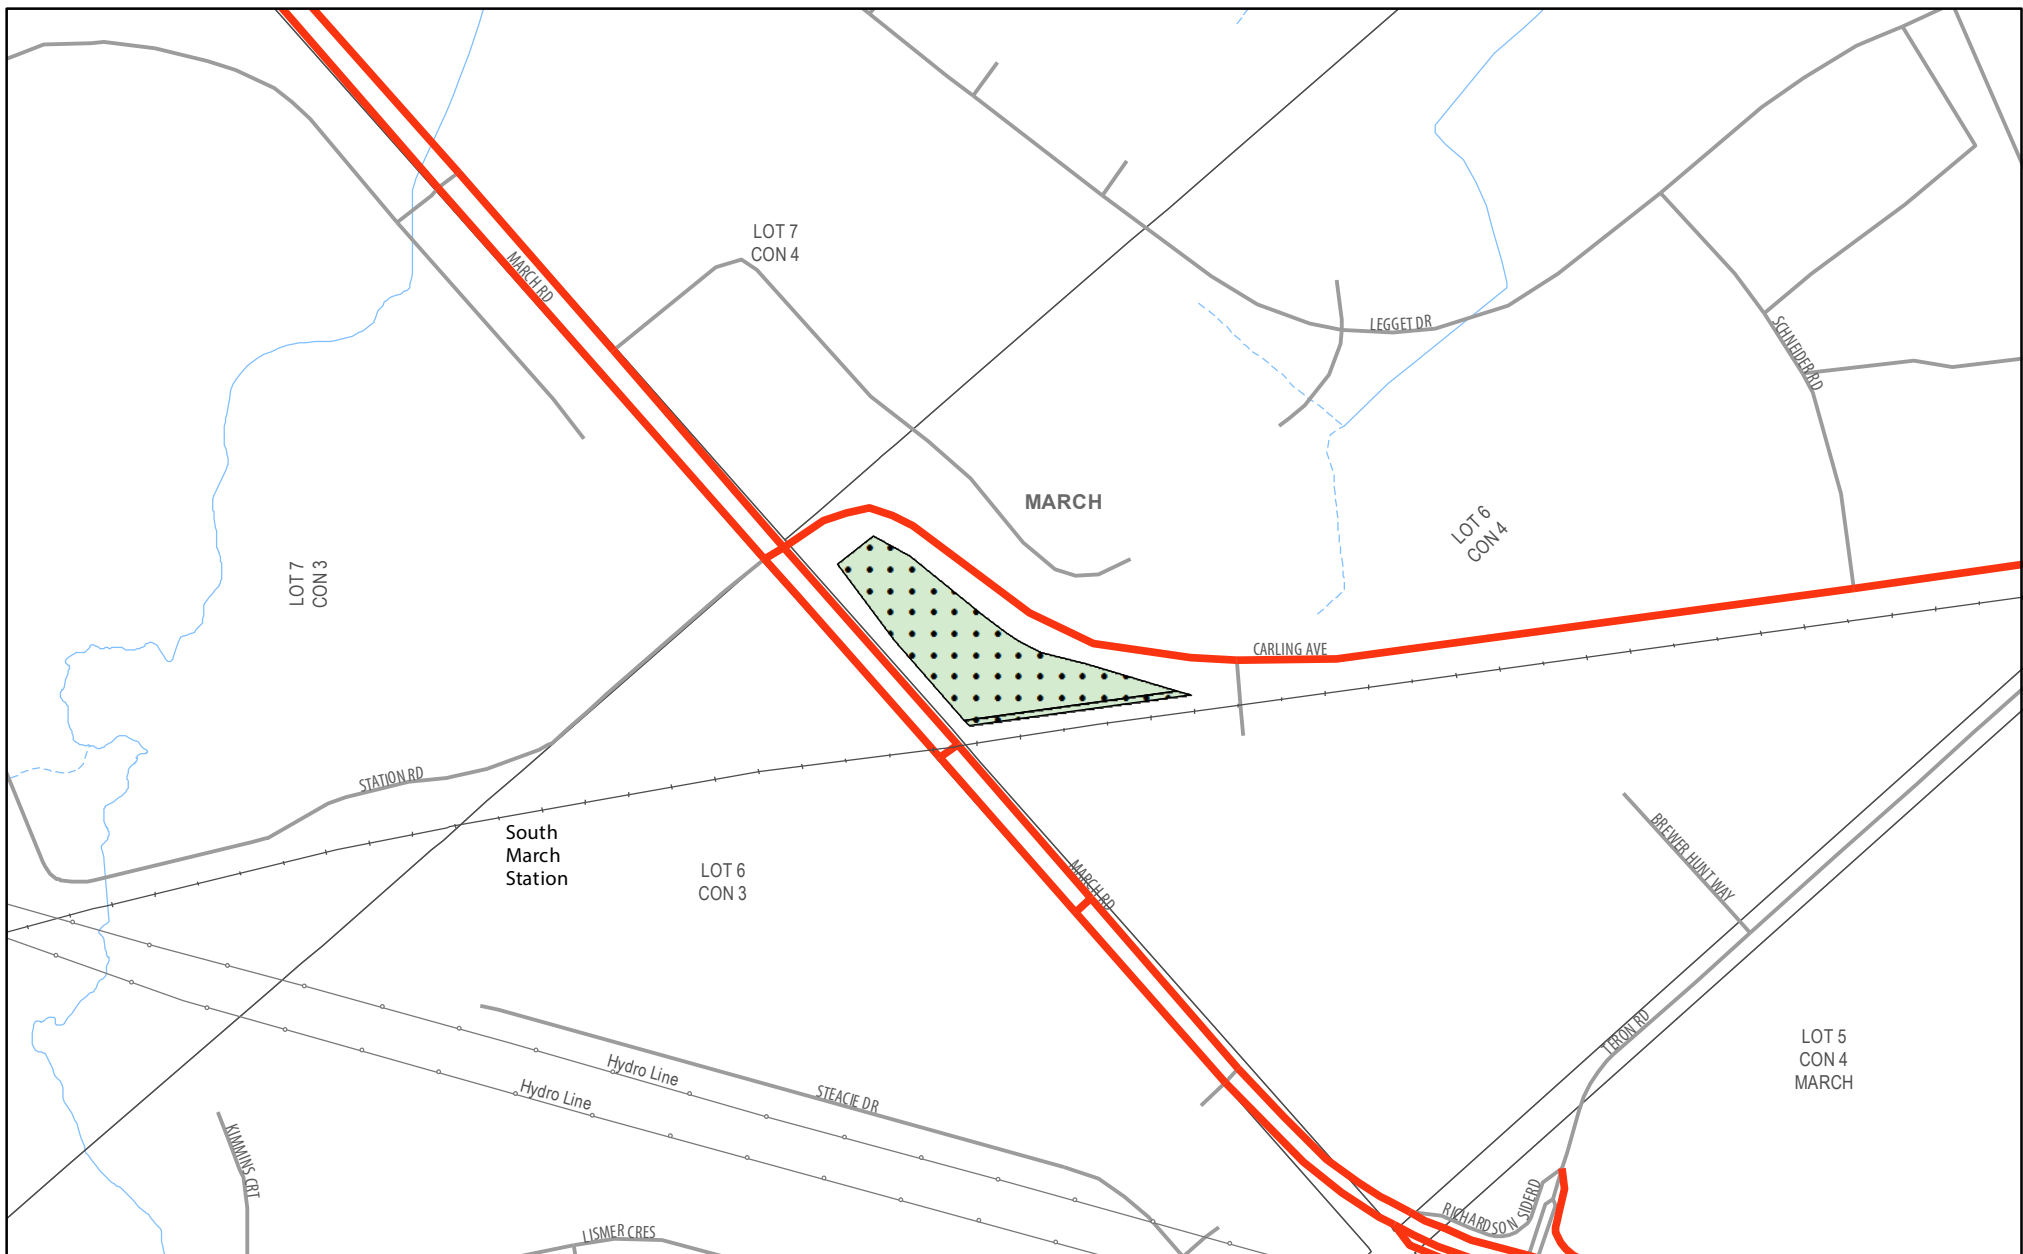 LOT 7
CON 4
MARCH RD
LEGGET DR
SCHNEIDER RD
MARCH
LOT 6
CON 4
LOT 7
CON 3
CARLING AVE
STATION RD
South
March
Station
LOT 6
CON 3
MARCH RD
BREWER HUNT WAY
TERON RD
LOT 5
CON 4
MARCH
Hydro Line
Hydro Line
STEACIE DR
KIMMINS CRT
RICHARDSON SIDERD
LISMER CRES